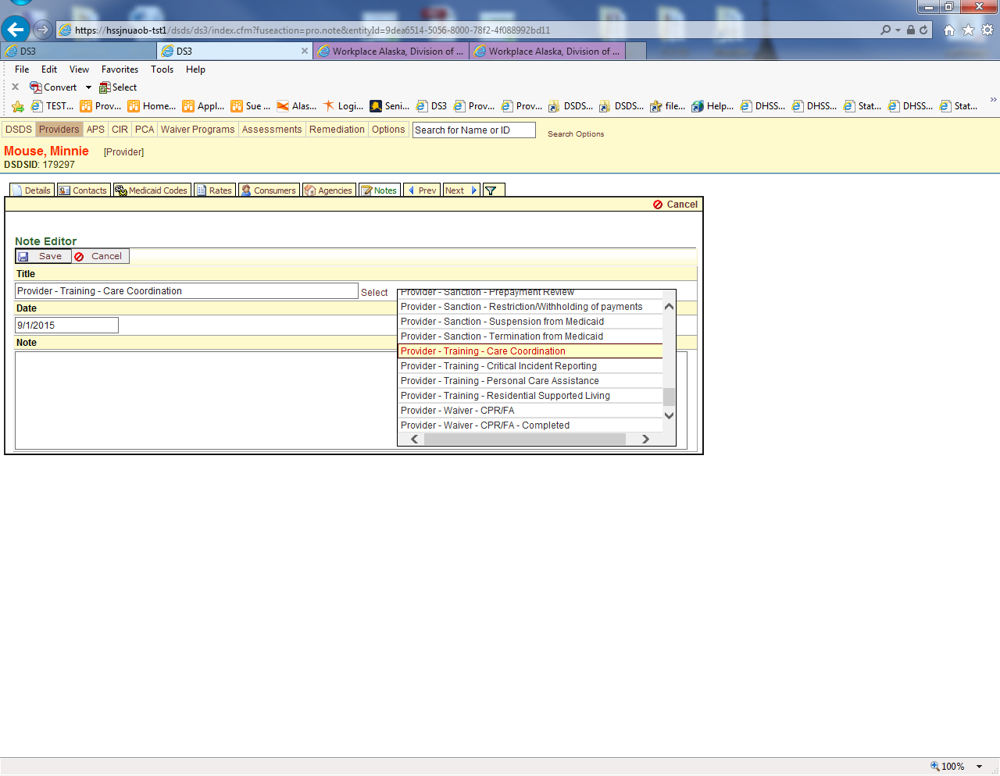 https://hssjnuaob-tst1/dsds/ds3/index.cfm?fuseaction=pro.note&entityId=9dea6514-5056-8000-78f2-4f088992bd11
DS3 DS3 Workplace Alaska, Division of ... Workplace Alaska, Division of ...
File Edit View Favorites Tools Help
Convert Select
TEST... Prov... Home... Appl... Sue ... Alas... Logi... Seni... DS3 Prov... Prov... DSDS... DSDS... file... Help... DHSS... DHSS... Stat... DHSS... Stat...
DSDS Providers APS CIR PCA Waiver Programs Assessments Remediation Options Search for Name or ID Search Options
Mouse, Minnie [Provider]
DSDSID: 179297
Details Contacts Medicaid Codes Rates Consumers Agencies Notes Prev Next
Cancel
Note Editor
Save Cancel
Title
Provider - Training - Care Coordination Select
Date
9/1/2015
Note
Provider - Sanction - Prepayment Review
Provider - Sanction - Restriction/Withholding of payments
Provider - Sanction - Suspension from Medicaid
Provider - Sanction - Termination from Medicaid
Provider - Training - Care Coordination
Provider - Training - Critical Incident Reporting
Provider - Training - Personal Care Assistance
Provider - Training - Residential Supported Living
Provider - Waiver - CPR/FA
Provider - Waiver - CPR/FA - Completed
100%